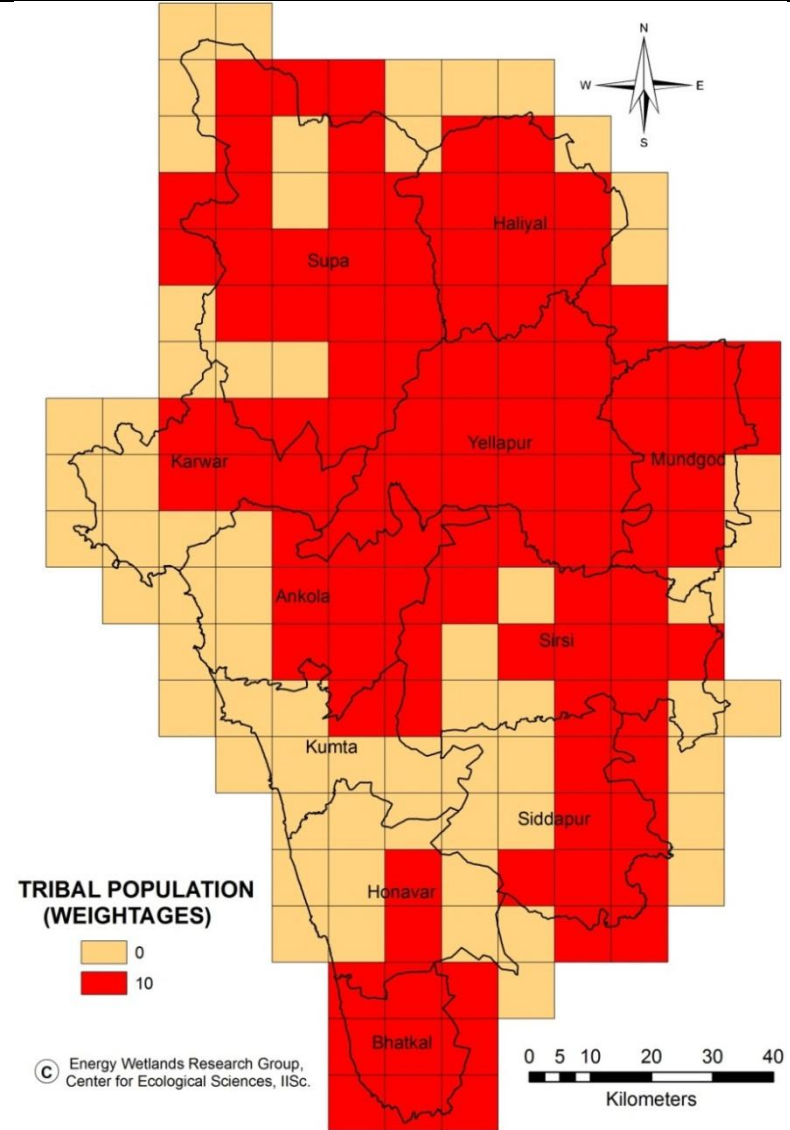 N
W E
S
Haliyal
Supa
Yellapur
Karwar
Mundgod
Ankola
Sirsi
Kumta
Siddapur
Honavar
Bhatkal
TRIBAL POPULATION
(WEIGHTAGES)
0
10
C Energy Wetlands Research Group,
Center for Ecological Sciences, IISc.
0 5 10 20 30 40
Kilometers